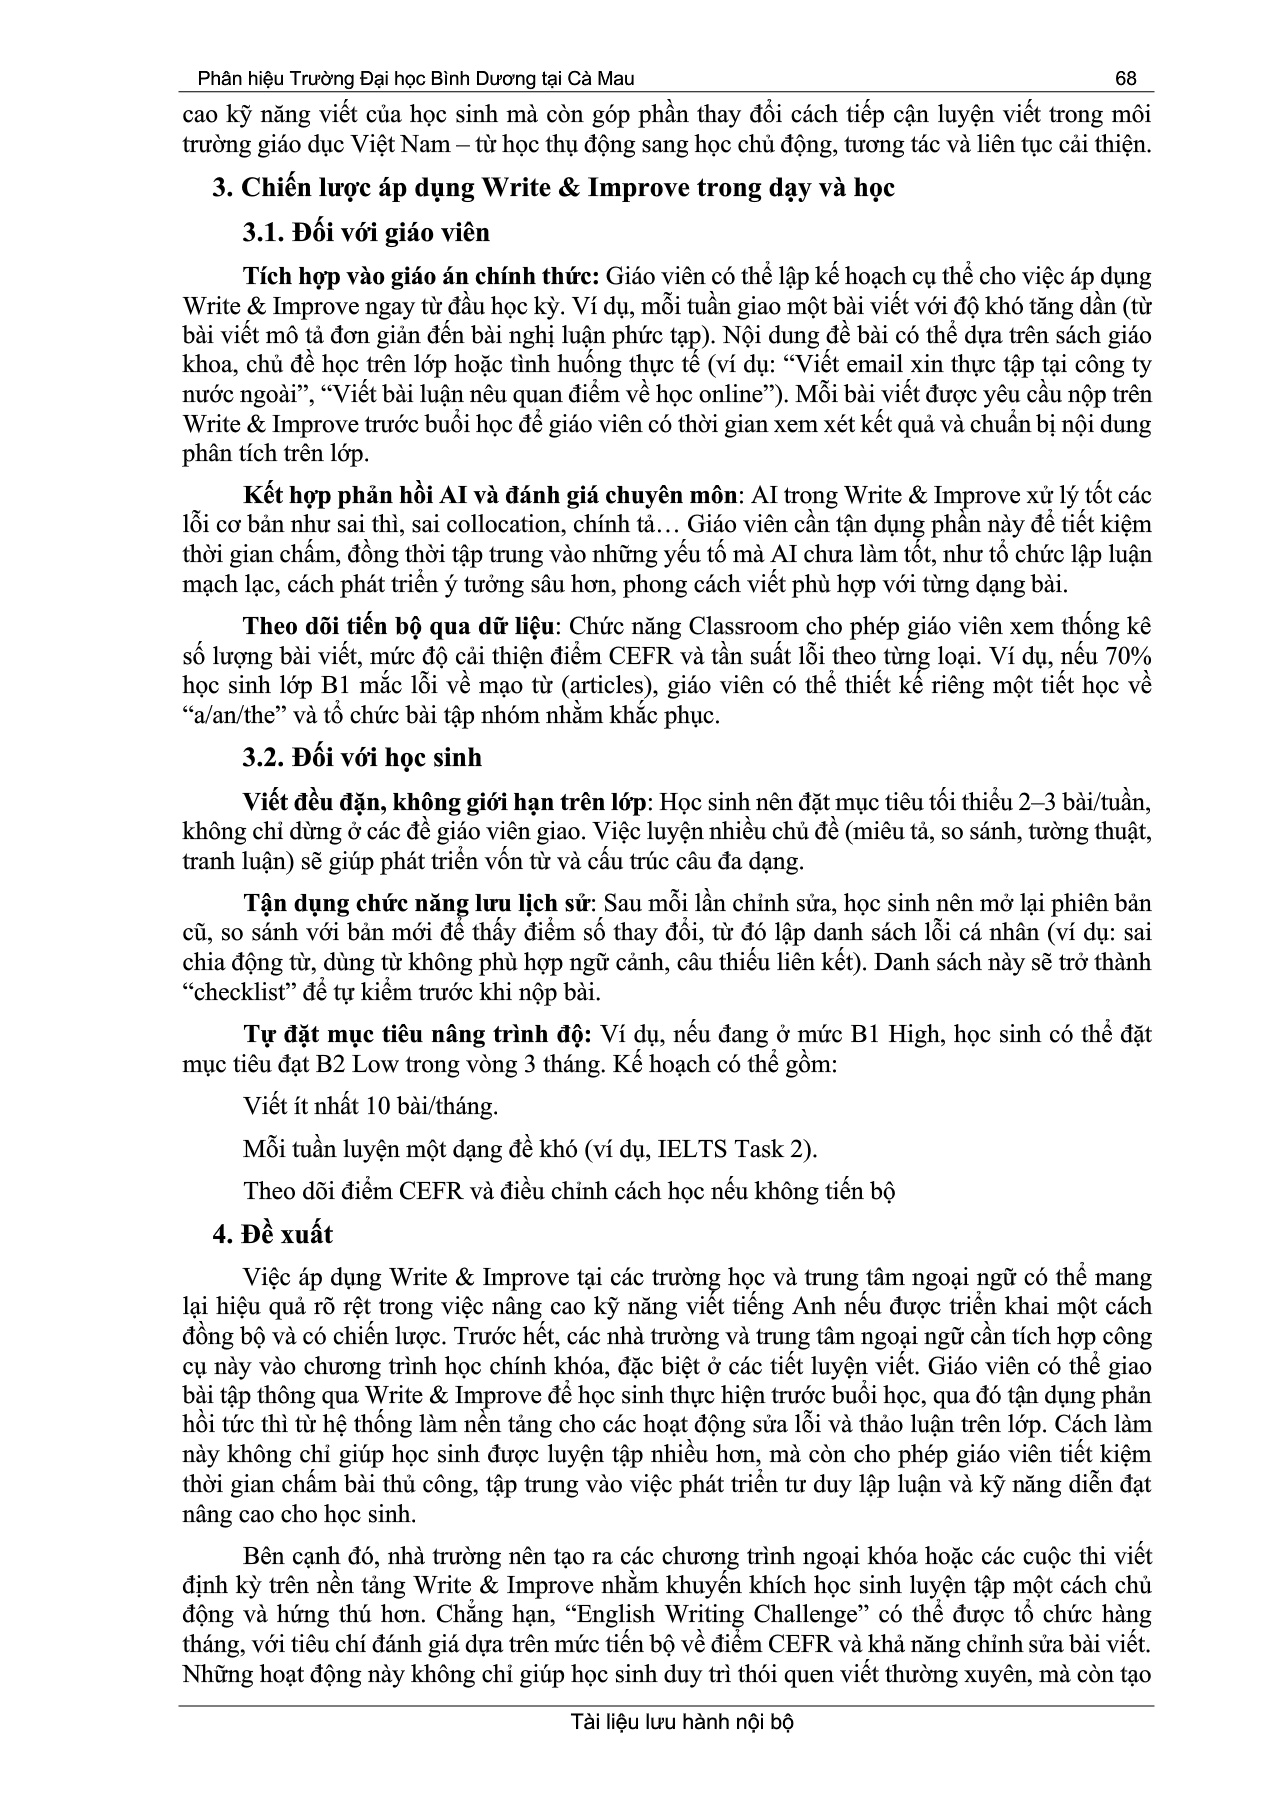 Phân hiệu Trường Đại học Bình Dương tại Cà Mau 68
cao kỹ năng viết của học sinh mà còn góp phần thay đổi cách tiếp cận luyện viết trong môi
trường giáo dục Việt Nam – từ học thụ động sang học chủ động, tương tác và liên tục cải thiện.
3. Chiến lược áp dụng Write & Improve trong dạy và học
3.1. Đối với giáo viên
Tích hợp vào giáo án chính thức: Giáo viên có thể lập kế hoạch cụ thể cho việc áp dụng
Write & Improve ngay từ đầu học kỳ. Ví dụ, mỗi tuần giao một bài viết với độ khó tăng dần (từ
bài viết mô tả đơn giản đến bài nghị luận phức tạp). Nội dung đề bài có thể dựa trên sách giáo
khoa, chủ đề học trên lớp hoặc tình huống thực tế (ví dụ: “Viết email xin thực tập tại công ty
nước ngoài”, “Viết bài luận nêu quan điểm về học online”). Mỗi bài viết được yêu cầu nộp trên
Write & Improve trước buổi học để giáo viên có thời gian xem xét kết quả và chuẩn bị nội dung
phân tích trên lớp.
Kết hợp phản hồi AI và đánh giá chuyên môn: AI trong Write & Improve xử lý tốt các
lỗi cơ bản như sai thì, sai collocation, chính tả… Giáo viên cần tận dụng phần này để tiết kiệm
thời gian chấm, đồng thời tập trung vào những yếu tố mà AI chưa làm tốt, như tổ chức lập luận
mạch lạc, cách phát triển ý tưởng sâu hơn, phong cách viết phù hợp với từng dạng bài.
Theo dõi tiến bộ qua dữ liệu: Chức năng Classroom cho phép giáo viên xem thống kê
số lượng bài viết, mức độ cải thiện điểm CEFR và tần suất lỗi theo từng loại. Ví dụ, nếu 70%
học sinh lớp B1 mắc lỗi về mạo từ (articles), giáo viên có thể thiết kế riêng một tiết học về
“a/an/the” và tổ chức bài tập nhóm nhằm khắc phục.
3.2. Đối với học sinh
Viết đều đặn, không giới hạn trên lớp: Học sinh nên đặt mục tiêu tối thiểu 2–3 bài/tuần,
không chỉ dừng ở các đề giáo viên giao. Việc luyện nhiều chủ đề (miêu tả, so sánh, tường thuật,
tranh luận) sẽ giúp phát triển vốn từ và cấu trúc câu đa dạng.
Tận dụng chức năng lưu lịch sử: Sau mỗi lần chỉnh sửa, học sinh nên mở lại phiên bản
cũ, so sánh với bản mới để thấy điểm số thay đổi, từ đó lập danh sách lỗi cá nhân (ví dụ: sai
chia động từ, dùng từ không phù hợp ngữ cảnh, câu thiếu liên kết). Danh sách này sẽ trở thành
“checklist” để tự kiểm trước khi nộp bài.
Tự đặt mục tiêu nâng trình độ: Ví dụ, nếu đang ở mức B1 High, học sinh có thể đặt
mục tiêu đạt B2 Low trong vòng 3 tháng. Kế hoạch có thể gồm:
Viết ít nhất 10 bài/tháng.
Mỗi tuần luyện một dạng đề khó (ví dụ, IELTS Task 2).
Theo dõi điểm CEFR và điều chỉnh cách học nếu không tiến bộ
4. Đề xuất
Việc áp dụng Write & Improve tại các trường học và trung tâm ngoại ngữ có thể mang
lại hiệu quả rõ rệt trong việc nâng cao kỹ năng viết tiếng Anh nếu được triển khai một cách
đồng bộ và có chiến lược. Trước hết, các nhà trường và trung tâm ngoại ngữ cần tích hợp công
cụ này vào chương trình học chính khóa, đặc biệt ở các tiết luyện viết. Giáo viên có thể giao
bài tập thông qua Write & Improve để học sinh thực hiện trước buổi học, qua đó tận dụng phản
hồi tức thì từ hệ thống làm nền tảng cho các hoạt động sửa lỗi và thảo luận trên lớp. Cách làm
này không chỉ giúp học sinh được luyện tập nhiều hơn, mà còn cho phép giáo viên tiết kiệm
thời gian chấm bài thủ công, tập trung vào việc phát triển tư duy lập luận và kỹ năng diễn đạt
nâng cao cho học sinh.
Bên cạnh đó, nhà trường nên tạo ra các chương trình ngoại khóa hoặc các cuộc thi viết
định kỳ trên nền tảng Write & Improve nhằm khuyến khích học sinh luyện tập một cách chủ
động và hứng thú hơn. Chẳng hạn, “English Writing Challenge” có thể được tổ chức hàng
tháng, với tiêu chí đánh giá dựa trên mức tiến bộ về điểm CEFR và khả năng chỉnh sửa bài viết.
Những hoạt động này không chỉ giúp học sinh duy trì thói quen viết thường xuyên, mà còn tạo
Tài liệu lưu hành nội bộ